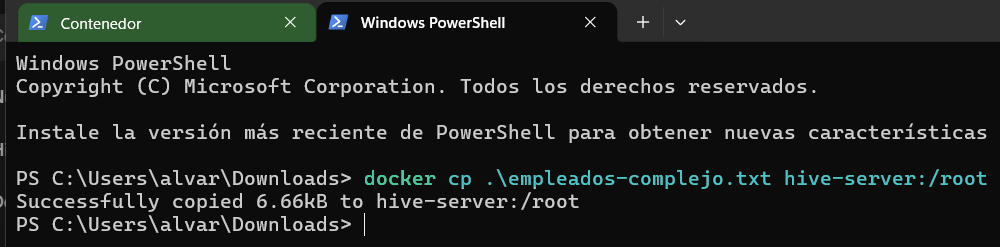 Contenedor
Windows PowerShell
Windows PowerShell
Copyright (C) Microsoft Corporation. Todos los derechos reservados.
Instale la versión más reciente de PowerShell para obtener nuevas características
PS C:\Users\alvar\Downloads> docker cp .\empleados-complejo.txt hive-server:/root
Successfully copied 6.66kB to hive-server:/root
PS C:\Users\alvar\Downloads>